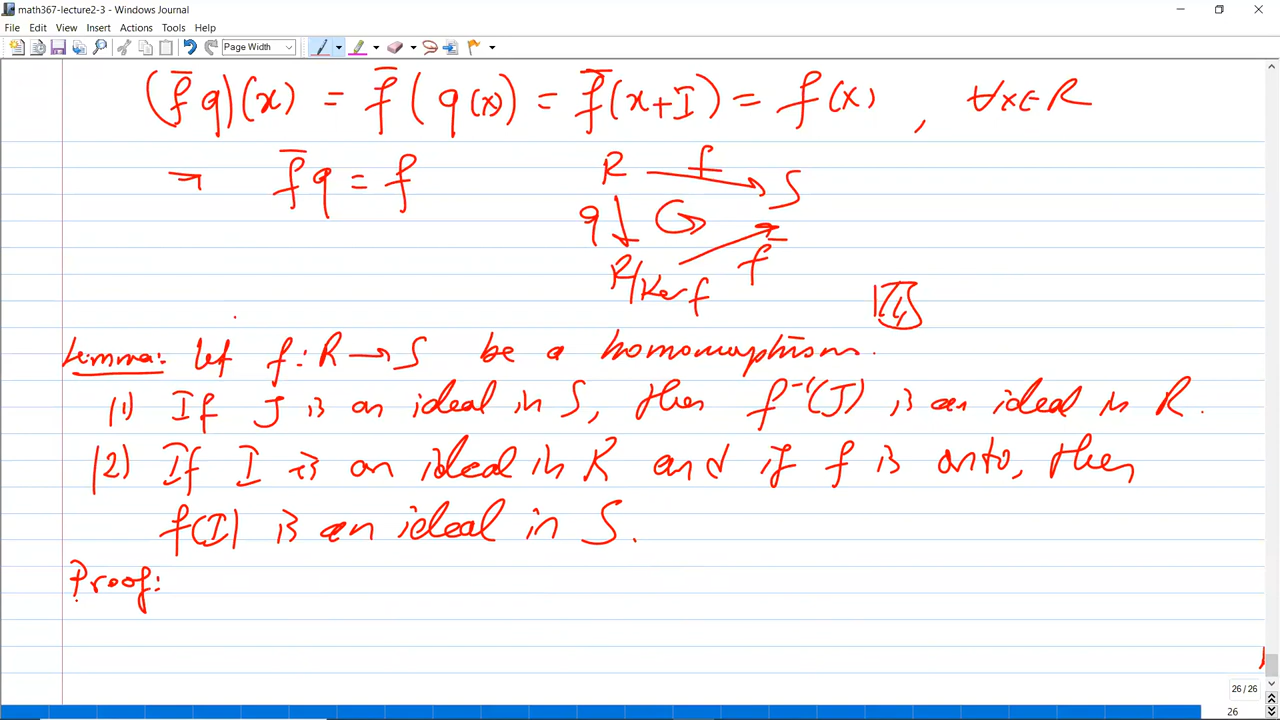 math367-lecture2-3 - Windows Journal
File Edit View Insert Actions Tools Help
Page Width
(f̄q)(x) = f̄(q(x)) = f̄(x+I) = f(x), ∀x∈R
→ f̄q = f
R f S
q
R/Ker f f̄
Lemma: Let f: R → S be a homomorphism.
(1) If J is an ideal in S, then f⁻¹(J) is an ideal in R.
(2) If I is an ideal in R and if f is onto, then
f(I) is an ideal in S.
Proof:
26 / 26
26